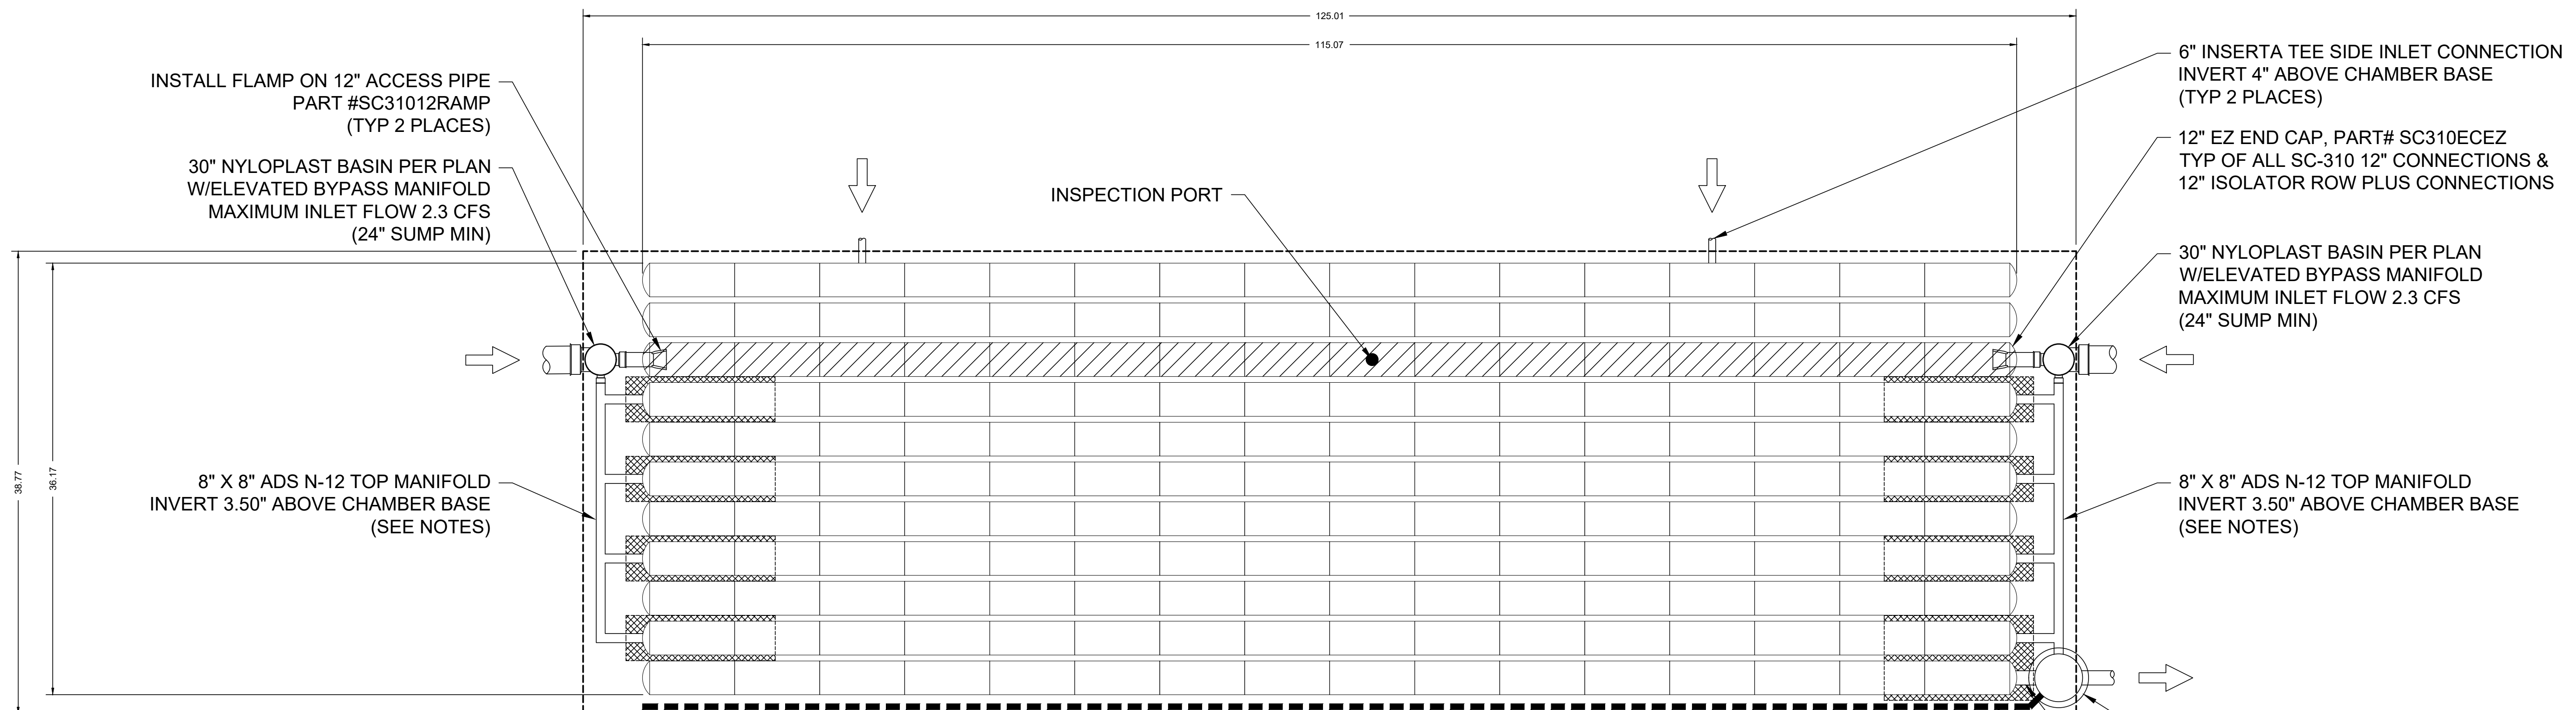 125.01
115.07
INSTALL FLAMP ON 12" ACCESS PIPE
PART #SC31012RAMP
(TYP 2 PLACES)
30" NYLOPLAST BASIN PER PLAN
W/ELEVATED BYPASS MANIFOLD
MAXIMUM INLET FLOW 2.3 CFS
(24" SUMP MIN)
INSPECTION PORT
6" INSERTA TEE SIDE INLET CONNECTION
INVERT 4" ABOVE CHAMBER BASE
(TYP 2 PLACES)
12" EZ END CAP, PART# SC310ECEZ
TYP OF ALL SC-310 12" CONNECTIONS &
12" ISOLATOR ROW PLUS CONNECTIONS
30" NYLOPLAST BASIN PER PLAN
W/ELEVATED BYPASS MANIFOLD
MAXIMUM INLET FLOW 2.3 CFS
(24" SUMP MIN)
38.77
36.17
8" X 8" ADS N-12 TOP MANIFOLD
INVERT 3.50" ABOVE CHAMBER BASE
(SEE NOTES)
8" X 8" ADS N-12 TOP MANIFOLD
INVERT 3.50" ABOVE CHAMBER BASE
(SEE NOTES)